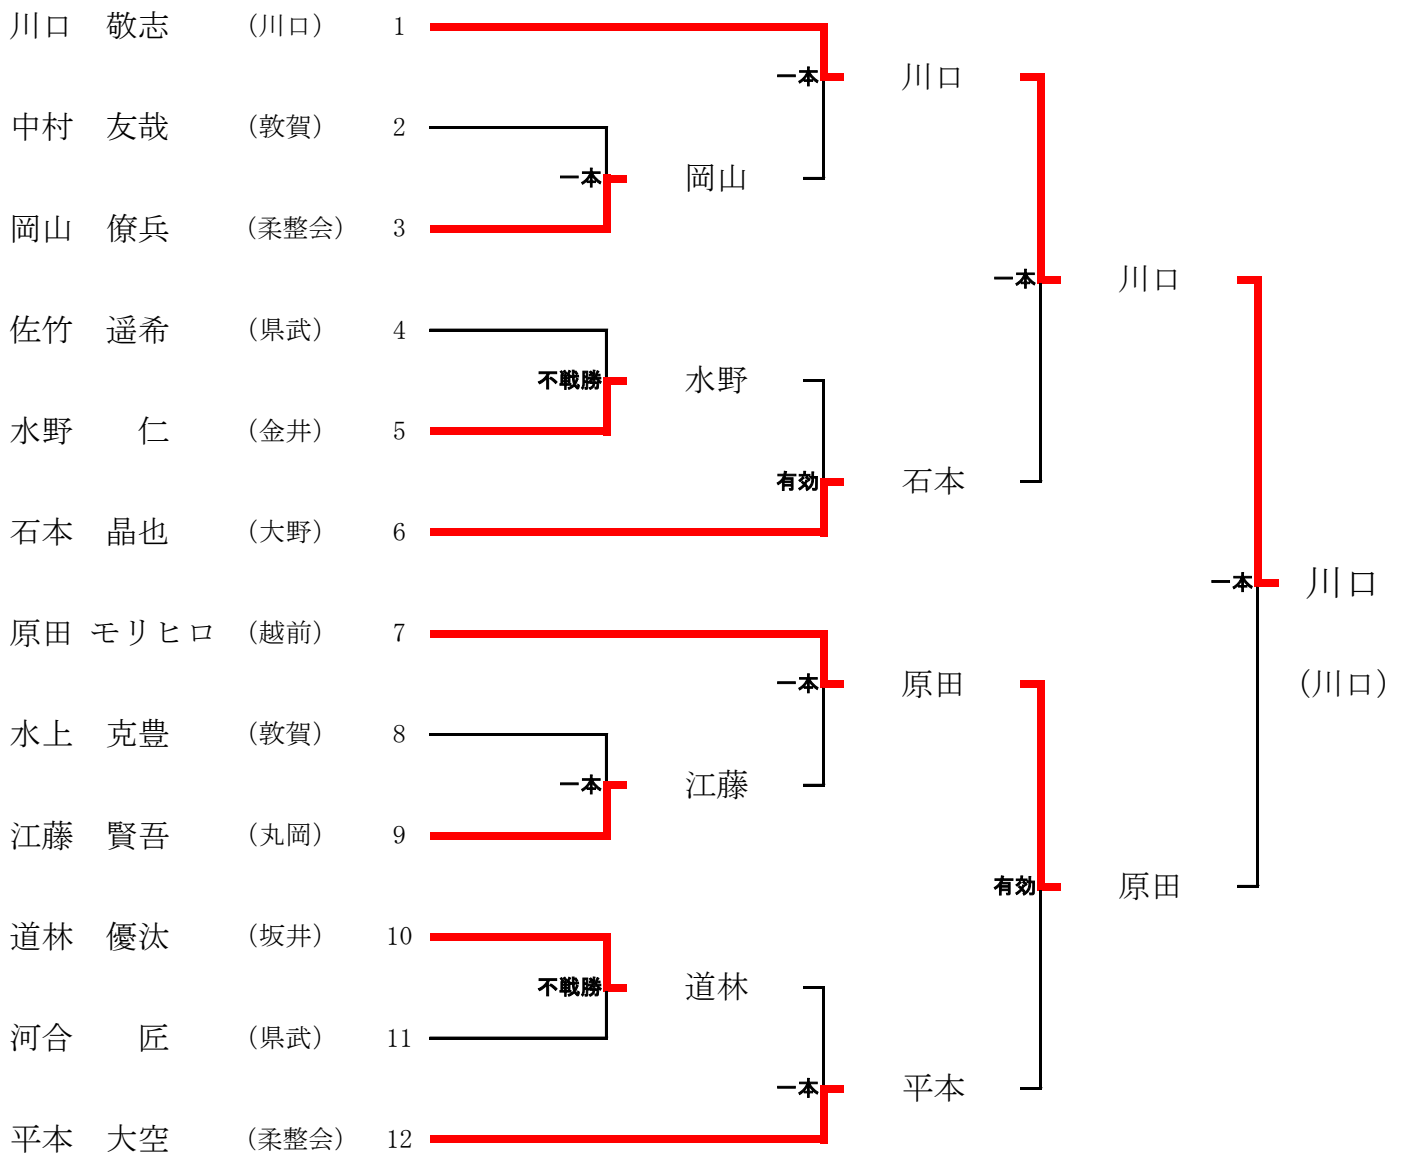 川口 敬志 （川口） 1
一本 川口
中村 友哉 （敦賀） 2
一本 岡山
岡山 僚兵 （柔整会） 3
一本 川口
佐竹 遥希 （県武） 4
不戦勝 水野
水野 仁 （金井） 5
有効 石本
石本 晶也 （大野） 6
一本 川口
原田 モリヒロ （越前） 7
一本 原田 （川口）
水上 克豊 （敦賀） 8
一本 江藤
江藤 賢吾 （丸岡） 9
有効 原田
道林 優汰 （坂井） 10
不戦勝 道林
河合 匠 （県武） 11
一本 平本
平本 大空 （柔整会） 12